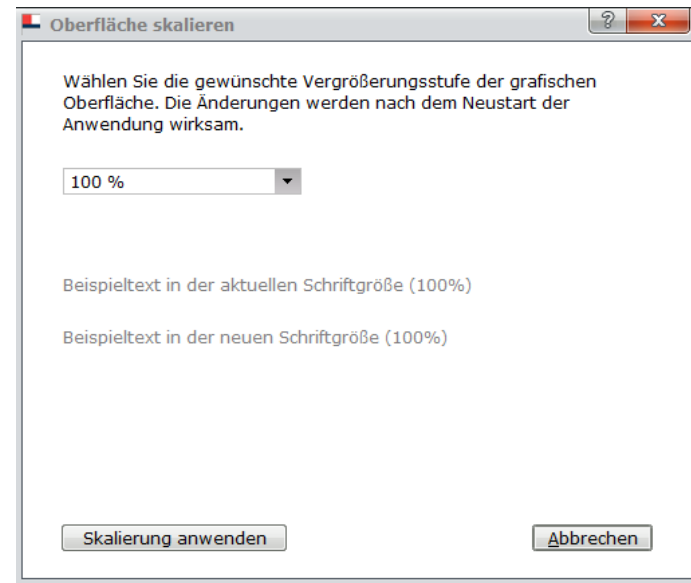 Oberfläche skalieren
?
X
Wählen Sie die gewünschte Vergrößerungsstufe der grafischen
Oberfläche. Die Änderungen werden nach dem Neustart der
Anwendung wirksam.
100 %
Beispieltext in der aktuellen Schriftgröße (100%)
Beispieltext in der neuen Schriftgröße (100%)
Skalierung anwenden
Abbrechen